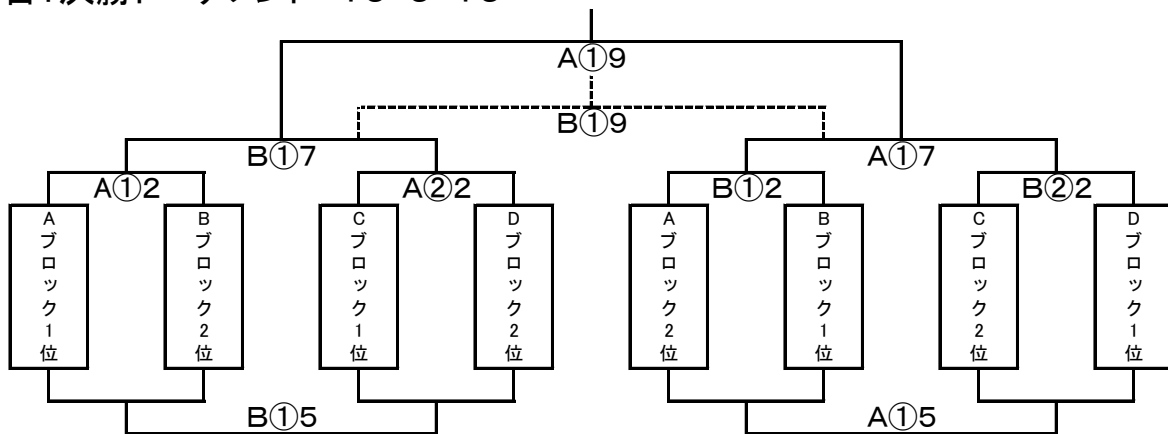 A①9
B①9
B①7
A①7
A①2
A②2
B①2
B②2
Aブロック1位
Bブロック2位
Cブロック1位
Dブロック2位
Aブロック2位
Bブロック1位
Cブロック2位
Dブロック1位
B①5
A①5